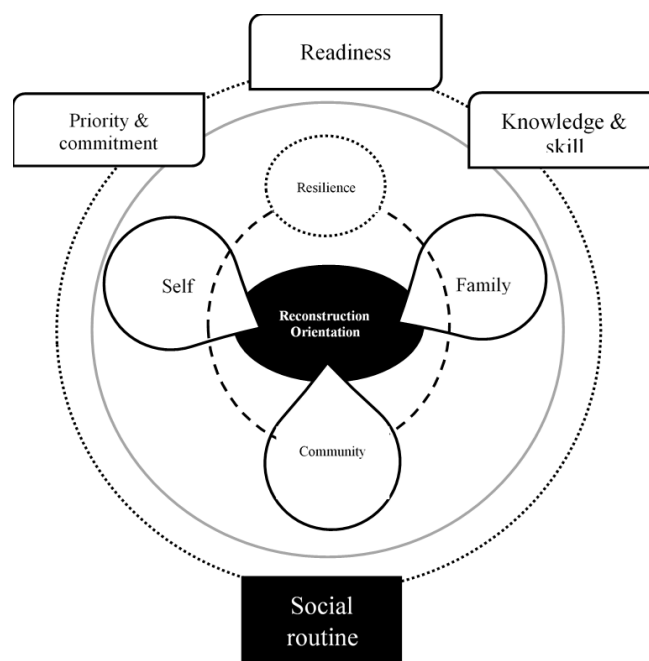 Readiness
Priority &
commitment
Knowledge &
skill
Resilience
Self
Family
Reconstruction
Orientation
Community
Social
routine